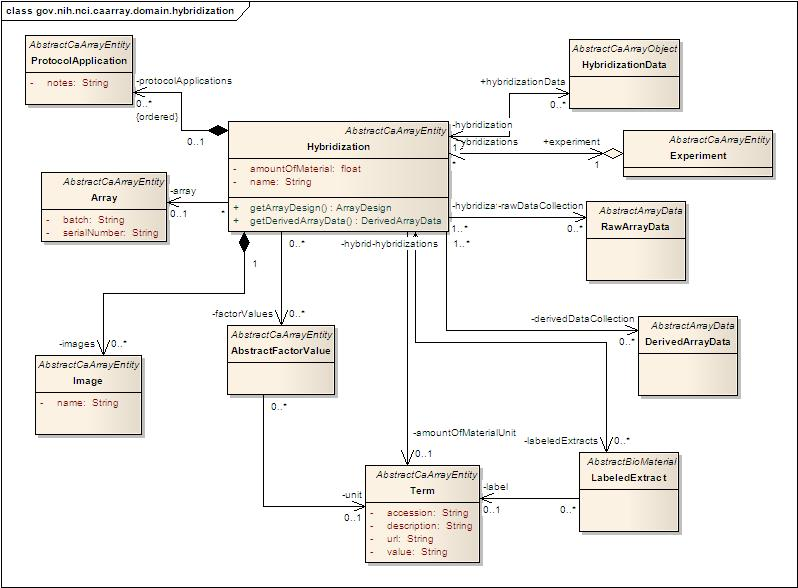 class gov.nih.nci.caarray.domain.hybridization
AbstractCaArrayEntity
ProtocolApplication
- notes: String
-protocolApplications
0..*
{ordered}
0..1
AbstractCaArrayObject
HybridizationData
+hybridizationData
0..*
-hybridization
1
AbstractCaArrayEntity
Hybridization
- amountOfMaterial: float
- name: String
+ getArrayDesign() : ArrayDesign
+ getDerivedArrayData() : DerivedArrayData
ybridizations
*
+experiment
1
AbstractCaArrayEntity
Experiment
AbstractCaArrayEntity
Array
- batch: String
- serialNumber: String
-array
0..1
*
-hybridiza
-rawDataCollection
1..*
0..*
AbstractArrayData
RawArrayData
1
0..*
-hybrid
-hybridizations
1..*
-images
0..*
AbstractCaArrayEntity
Image
- name: String
-factorValues
0..*
AbstractCaArrayEntity
AbstractFactorValue
0..*
-derivedDataCollection
0..*
AbstractArrayData
DerivedArrayData
-amountOfMaterialUnit
0..1
-labeledExtracts
0..*
AbstractBioMaterial
LabeledExtract
-unit
0..1
AbstractCaArrayEntity
Term
- accession: String
- description: String
- url: String
- value: String
-label
0..1
0..*